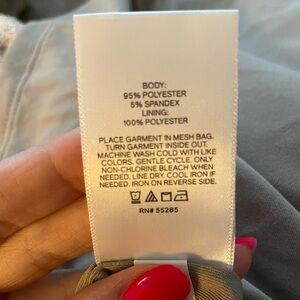 BODY:
95% POLYESTER
5% SPANDEX
LINING:
100% POLYESTER
PLACE GARMENT IN MESH BAG.
TURN GARMENT INSIDE OUT.
MACHINE WASH COLD WITH LIKE
COLORS. GENTLE CYCLE. ONLY
NON-CHLORINE BLEACH WHEN
NEEDED. LINE DRY. COOL IRON IF
NEEDED. IRON ON REVERSE SIDE.
RN# 55285